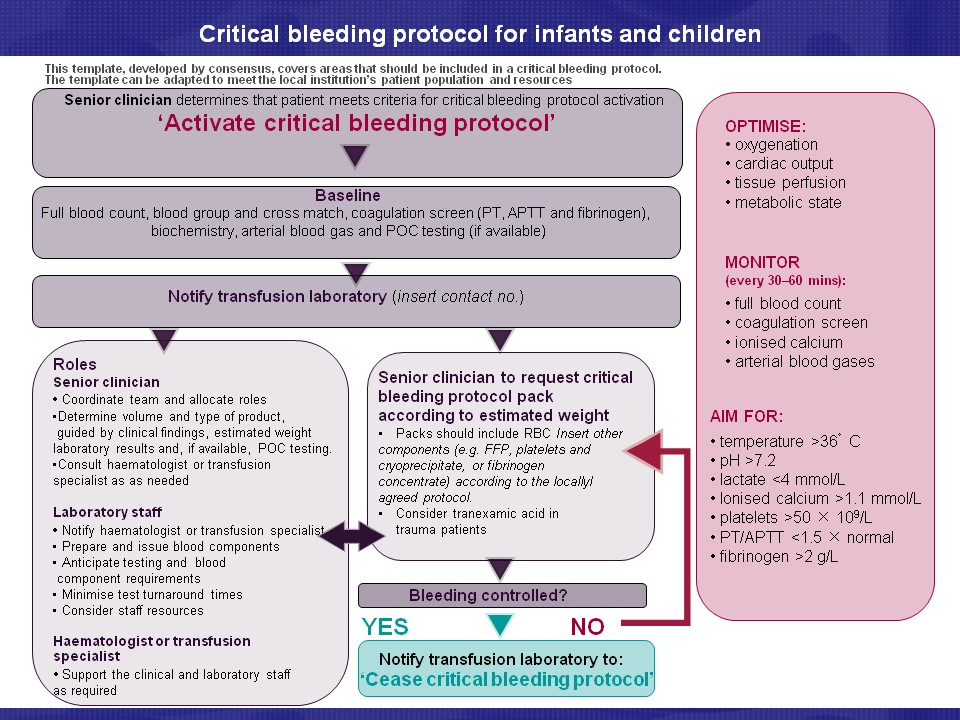 Critical bleeding protocol for infants and children
This template, developed by consensus, covers areas that should be included in a critical bleeding protocol.
The template can be adapted to meet the local institution's patient population and resources
Senior clinician determines that patient meets criteria for critical bleeding protocol activation
‘Activate critical bleeding protocol’
Baseline
Full blood count, blood group and cross match, coagulation screen (PT, APTT and fibrinogen),
biochemistry, arterial blood gas and POC testing (if available)
Notify transfusion laboratory (insert contact no.)
Roles
Senior clinician
• Coordinate team and allocate roles
•Determine volume and type of product,
guided by clinical findings, estimated weight
laboratory results and, if available, POC testing.
•Consult haematologist or transfusion
specialist as as needed
Laboratory staff
• Notify haematologist or transfusion specialist
• Prepare and issue blood components
• Anticipate testing and blood
component requirements
• Minimise test turnaround times
• Consider staff resources
Haematologist or transfusion
specialist
• Support the clinical and laboratory staff
as required
Senior clinician to request critical
bleeding protocol pack
according to estimated weight
• Packs should include RBC Insert other
components (e.g. FFP, platelets and
cryoprecipitate, or fibrinogen
concentrate) according to the locallyl
agreed protocol.
• Consider tranexamic acid in
trauma patients
Bleeding controlled?
YES NO
Notify transfusion laboratory to:
‘Cease critical bleeding protocol’
OPTIMISE:
• oxygenation
• cardiac output
• tissue perfusion
• metabolic state
MONITOR
(every 30–60 mins):
• full blood count
• coagulation screen
• ionised calcium
• arterial blood gases
AIM FOR:
• temperature >36° C
• pH >7.2
• lactate <4 mmol/L
• Ionised calcium >1.1 mmol/L
• platelets >50 × 10⁹/L
• PT/APTT <1.5 × normal
• fibrinogen >2 g/L